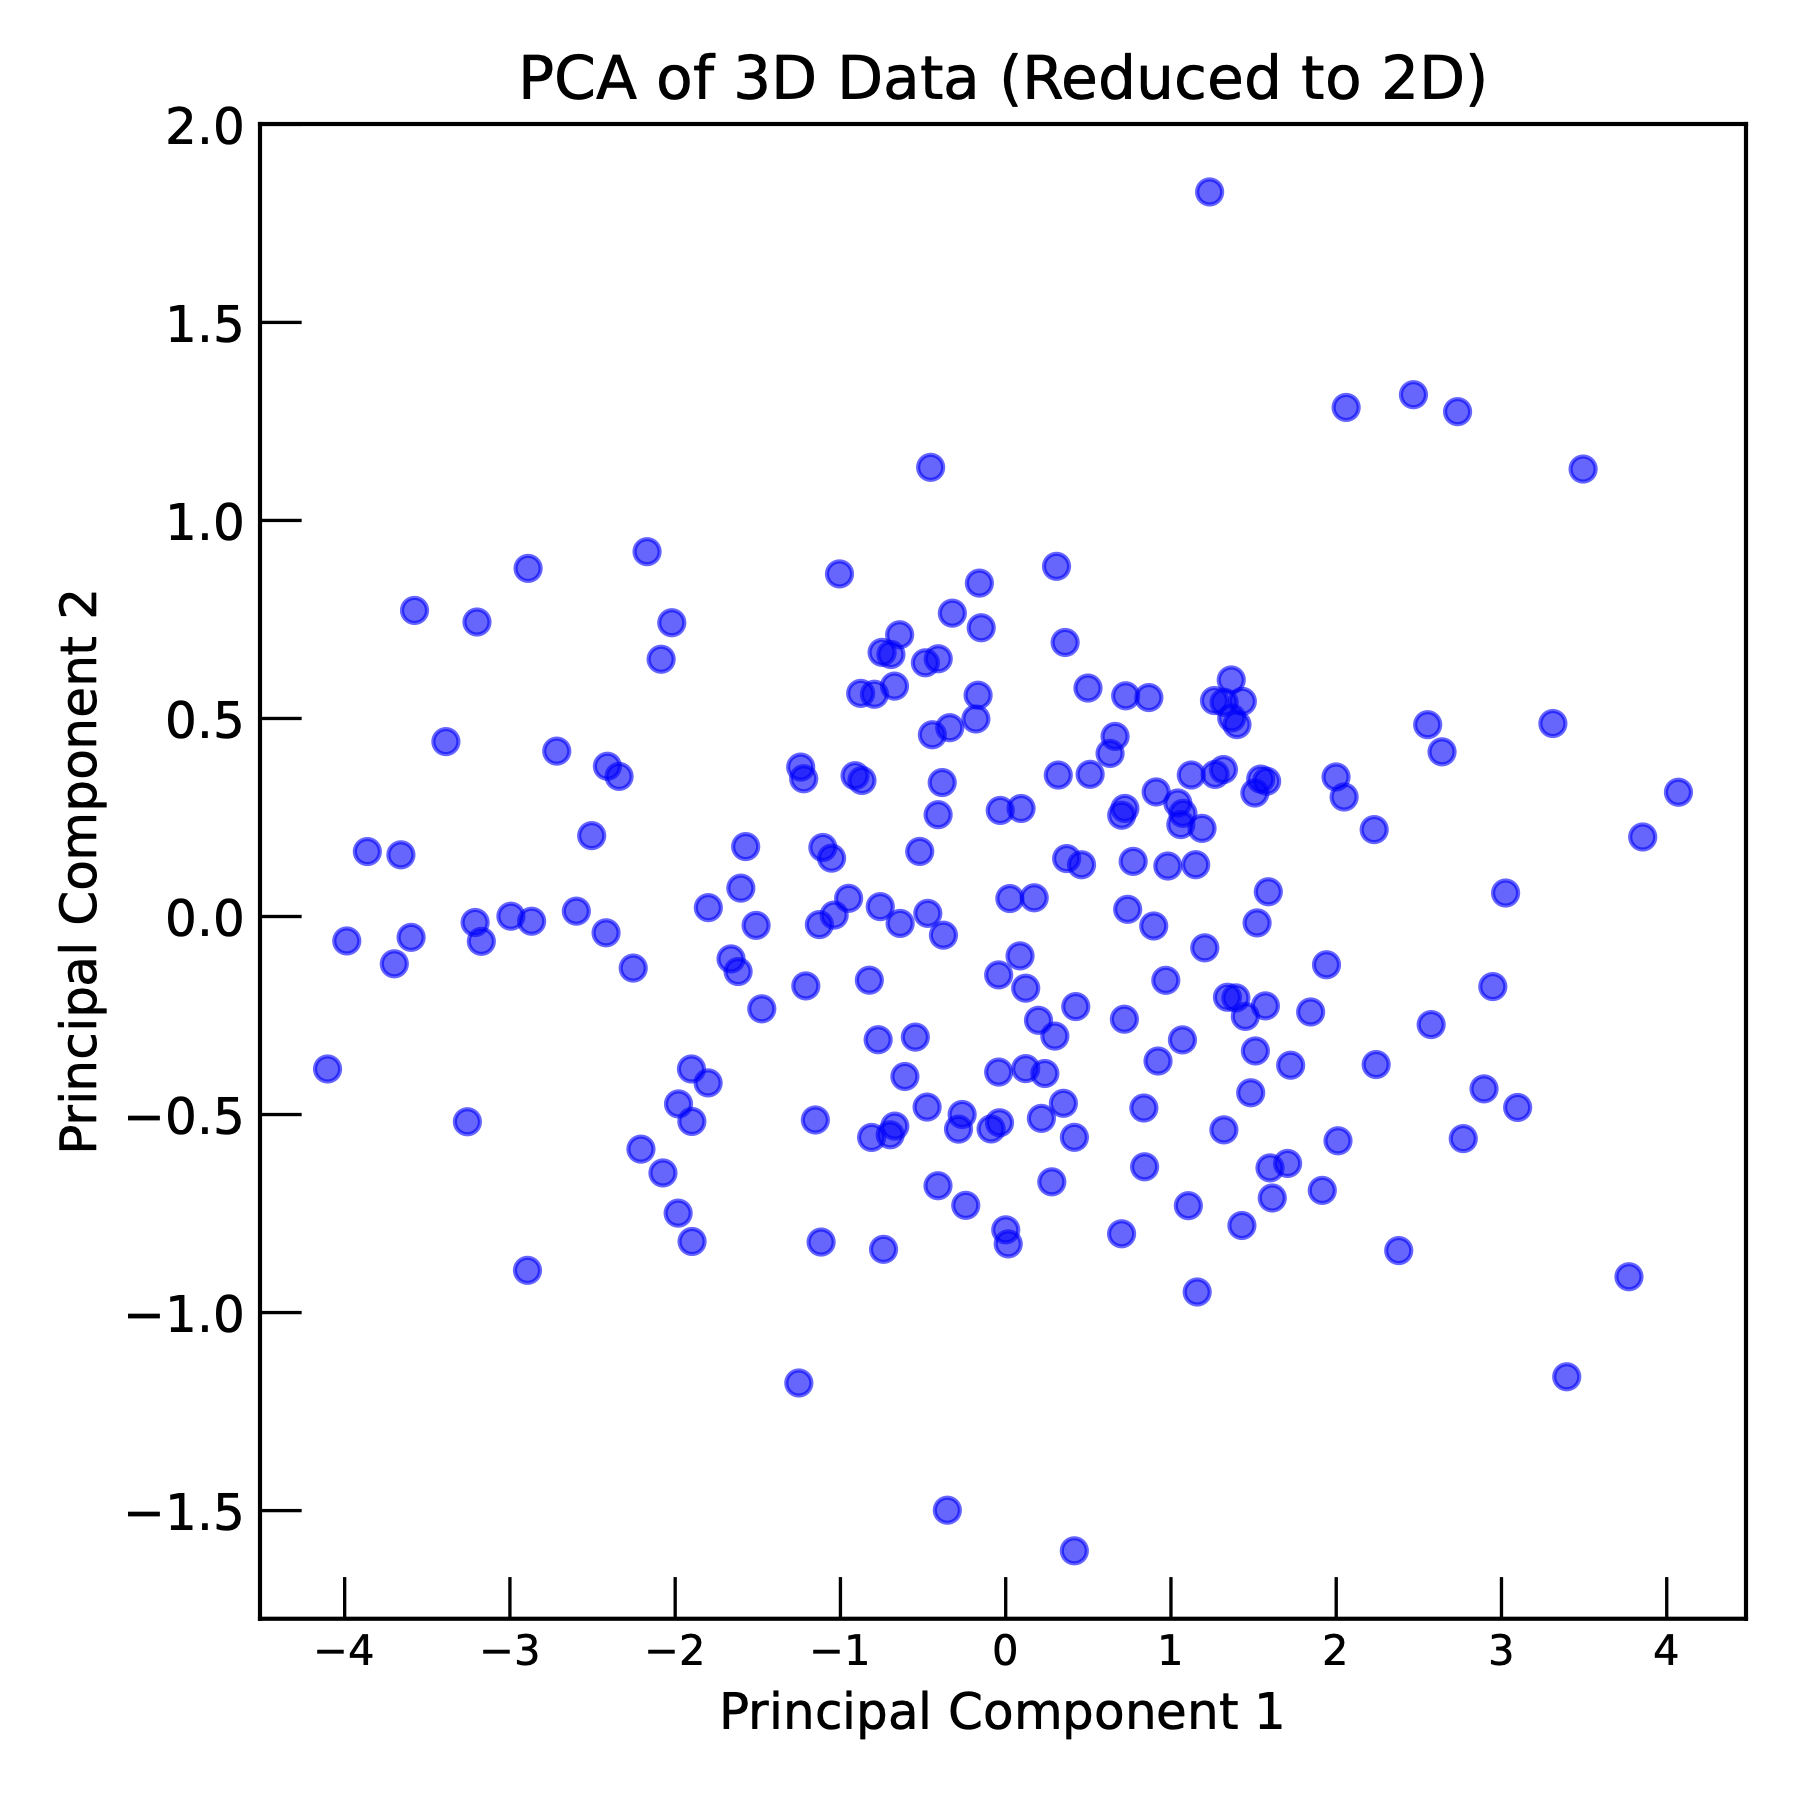 PCA of 3D Data (Reduced to 2D)
2.0
1.5
1.0
0.5
0.0
−0.5
−1.0
−1.5
Principal Component 2
−4 −3 −2 −1 0 1 2 3 4
Principal Component 1